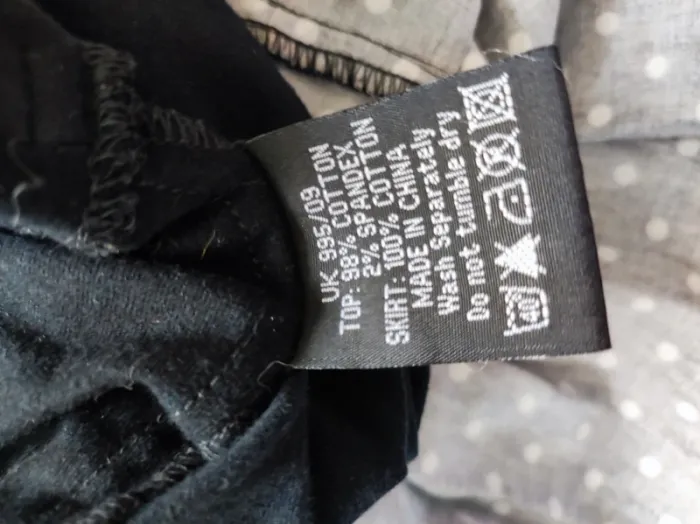 UK 995/09
TOP: 98% COTTON
2% SPANDEX
SKIRT: 100% COTTON
MADE IN CHINA
Wash Separately
Do not tumble dry
40